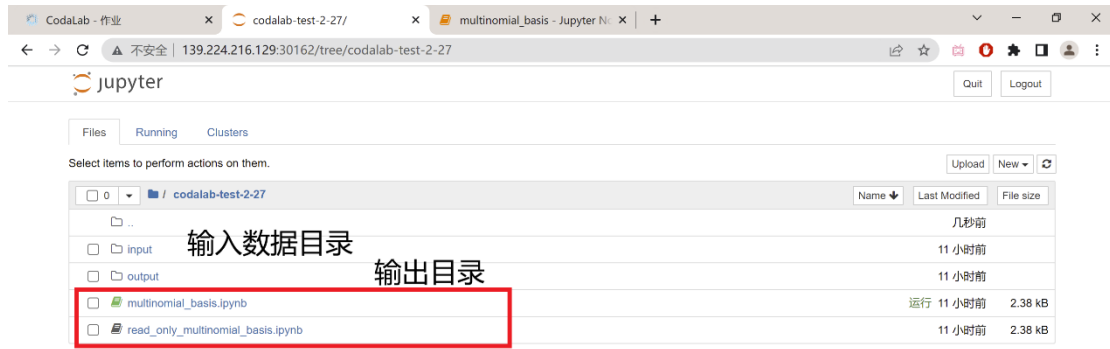 CodaLab - 作业 codalab-test-2-27/ multinomial_basis - Jupyter No
不安全 139.224.216.129:30162/tree/codalab-test-2-27
jupyter Quit Logout
Files Running Clusters
Select items to perform actions on them. Upload New
0 / codalab-test-2-27 Name Last Modified File size
.. 几秒前
input 输入数据目录 11 小时前
output 输出目录 11 小时前
multinomial_basis.ipynb 运行 11 小时前 2.38 kB
read_only_multinomial_basis.ipynb 11 小时前 2.38 kB